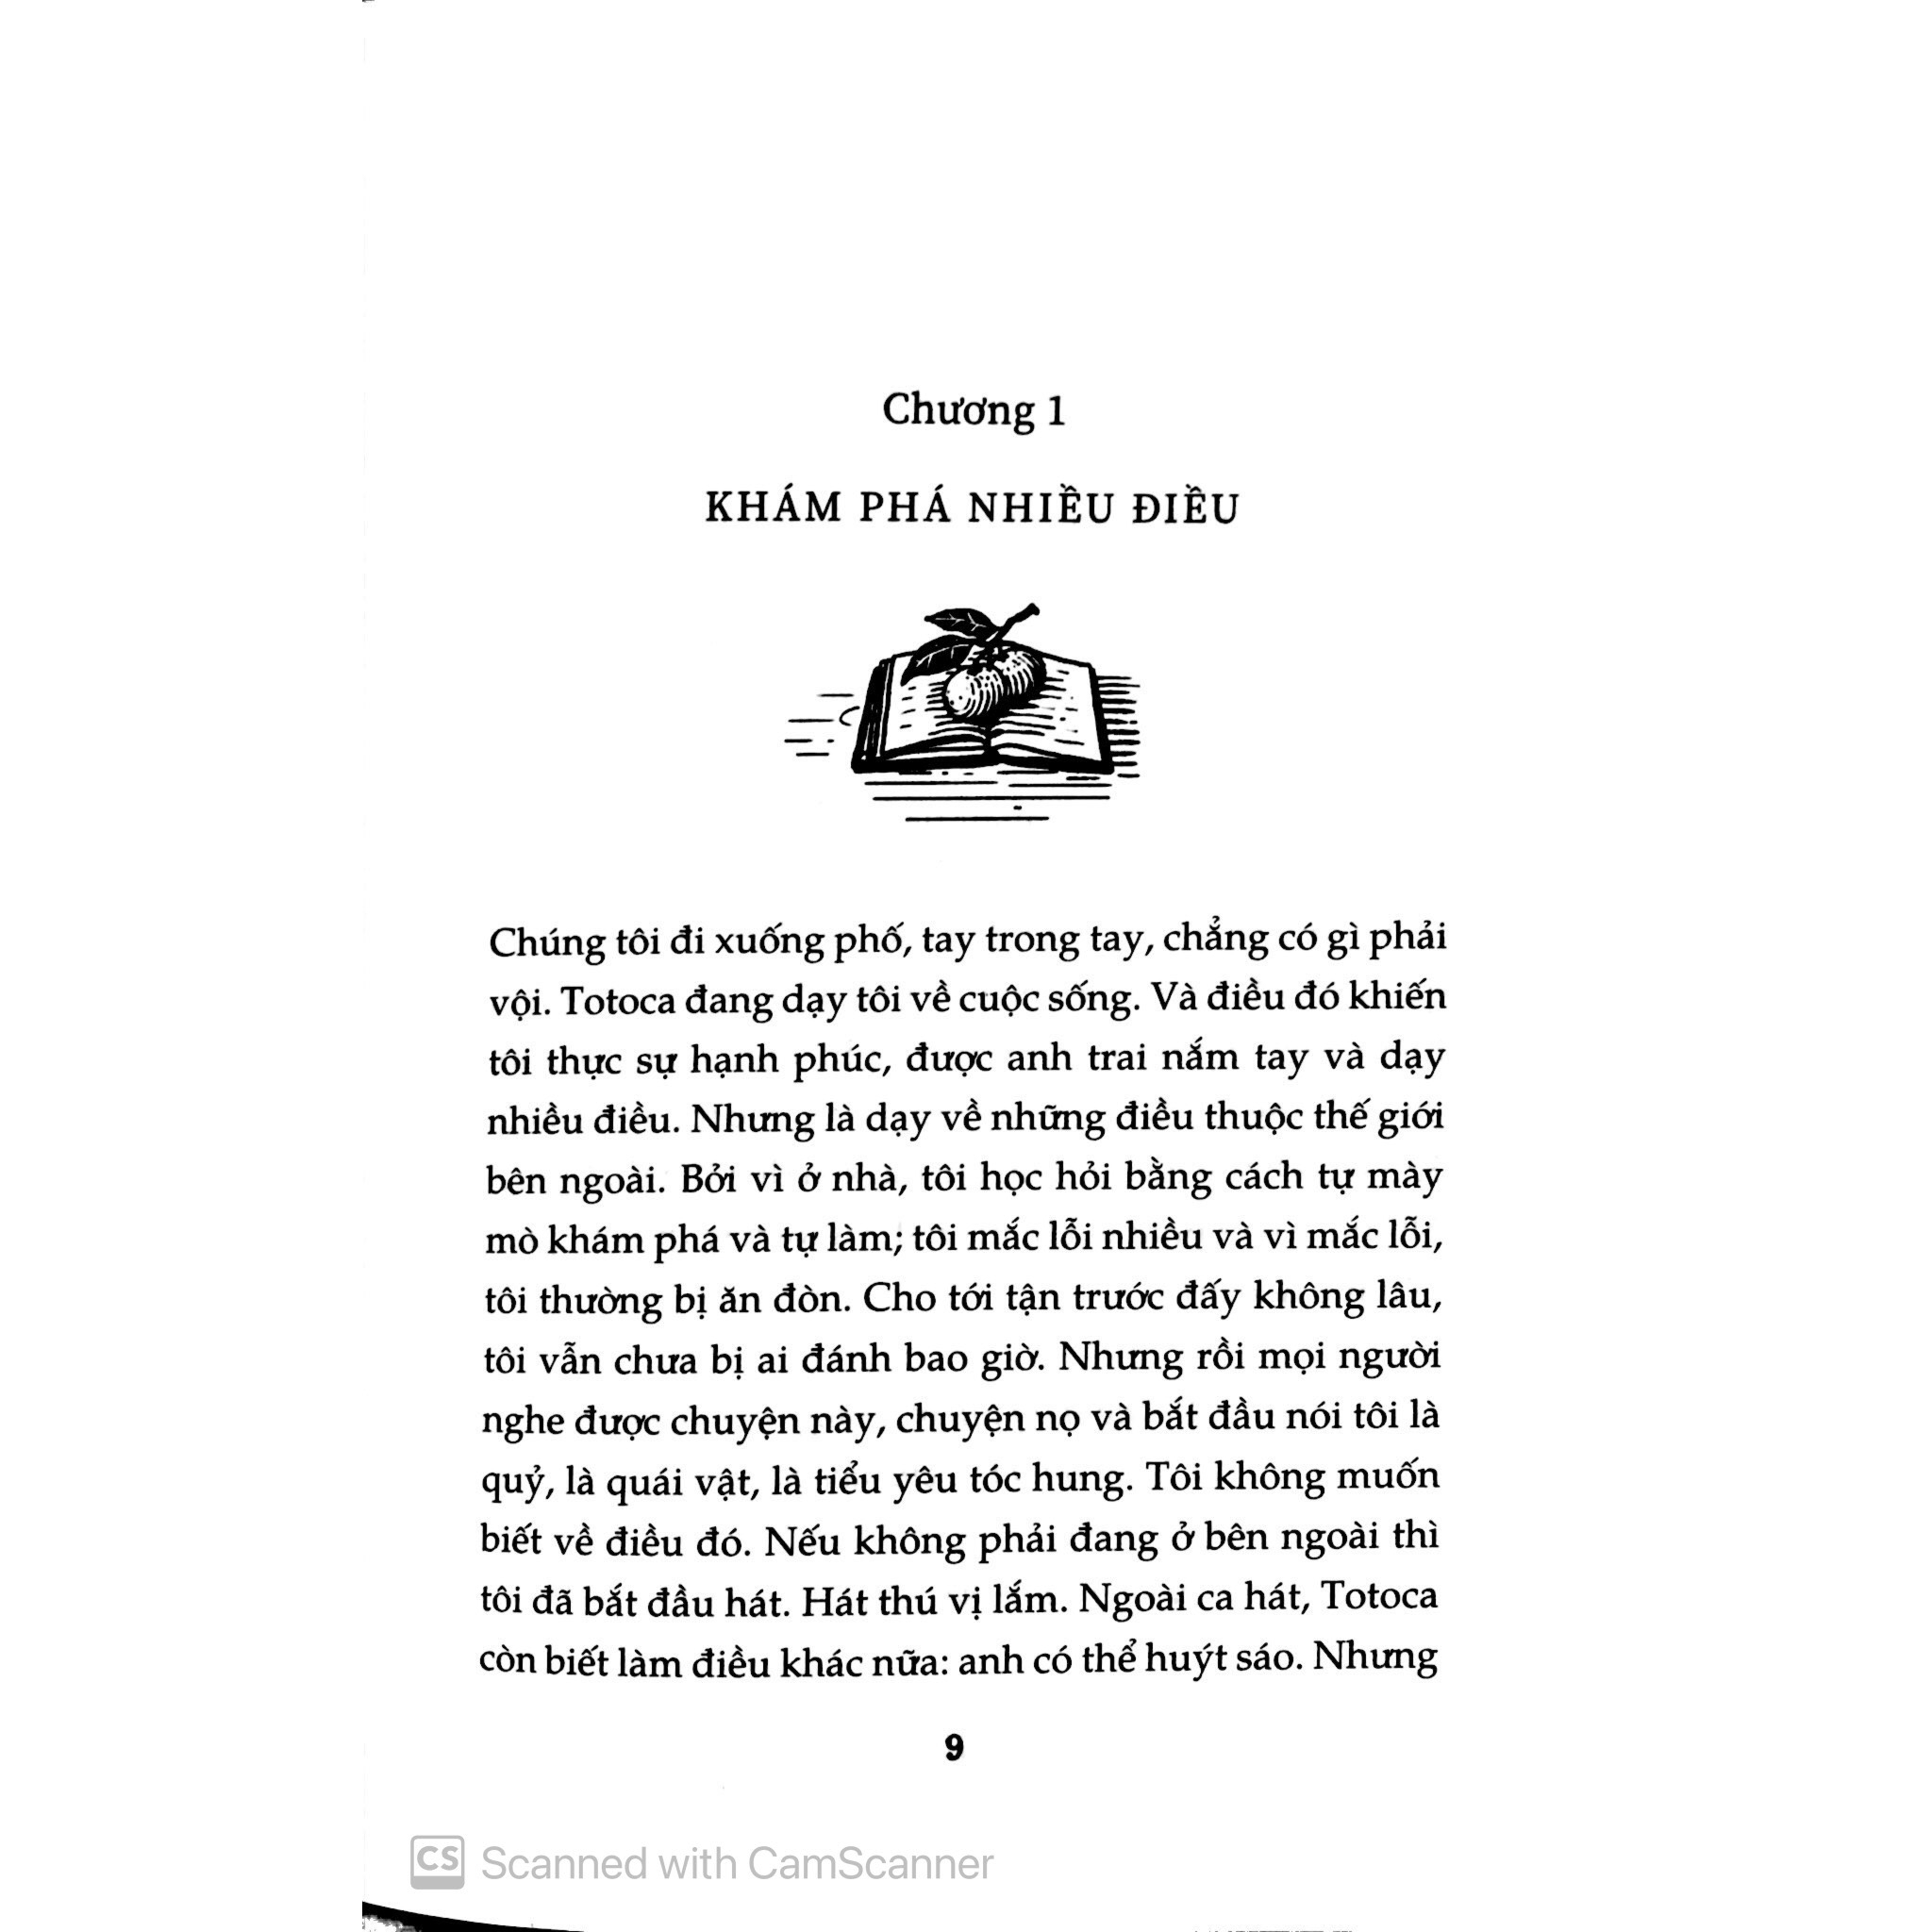 Chương 1
KHÁM PHÁ NHIỀU ĐIỀU
Chúng tôi đi xuống phố, tay trong tay, chẳng có gì phải
vội. Totoca đang dạy tôi về cuộc sống. Và điều đó khiến
tôi thực sự hạnh phúc, được anh trai nắm tay và dạy
nhiều điều. Nhưng là dạy về những điều thuộc thế giới
bên ngoài. Bởi vì ở nhà, tôi học hỏi bằng cách tự mày
mò khám phá và tự làm; tôi mắc lỗi nhiều và vì mắc lỗi,
tôi thường bị ăn đòn. Cho tới tận trước đấy không lâu,
tôi vẫn chưa bị ai đánh bao giờ. Nhưng rồi mọi người
nghe được chuyện này, chuyện nọ và bắt đầu nói tôi là
quỷ, là quái vật, là tiểu yêu tóc hung. Tôi không muốn
biết về điều đó. Nếu không phải đang ở bên ngoài thì
tôi đã bắt đầu hát. Hát thú vị lắm. Ngoài ca hát, Totoca
còn biết làm điều khác nữa: anh có thể huýt sáo. Nhưng
9
CS Scanned with CamScanner